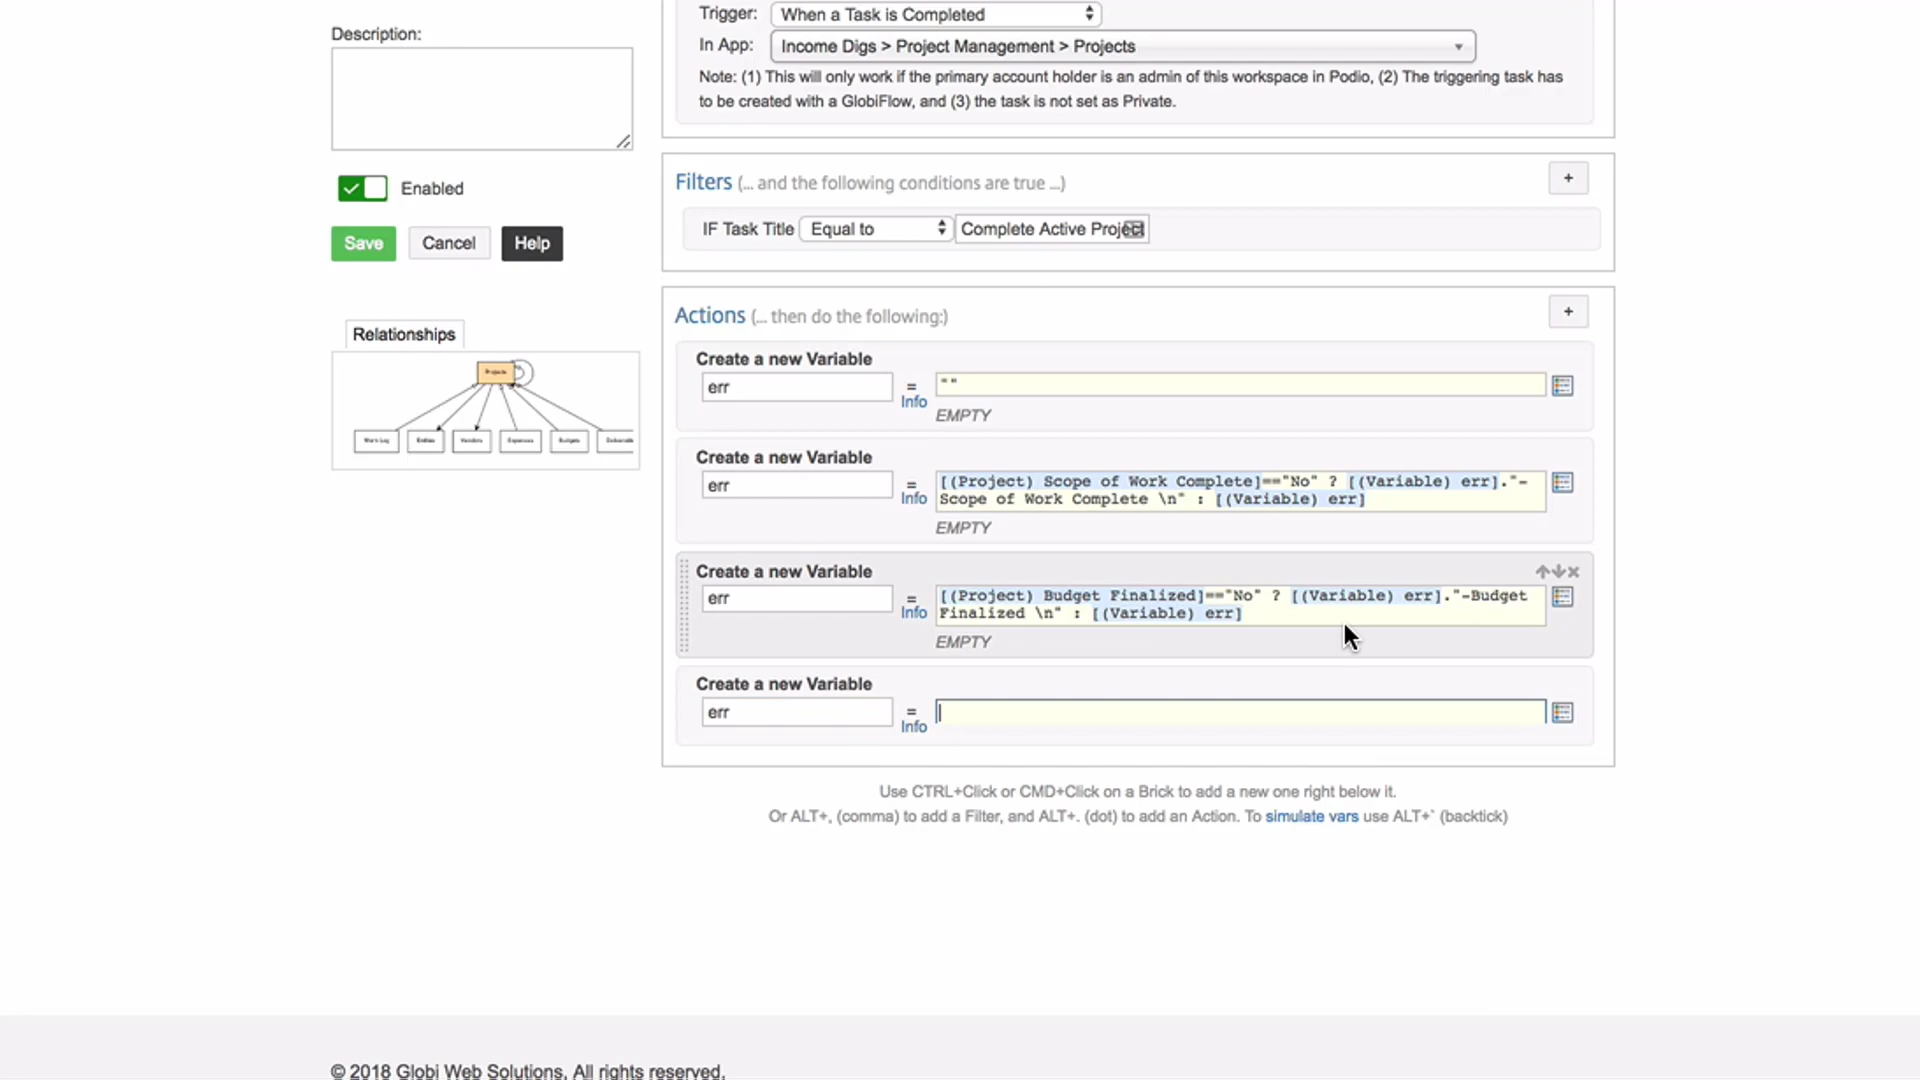 Description:
Enabled
Save
Cancel
Help
Relationships
Projects
Work Log
Entities
Vendors
Expenses
Budgets
Trigger:
When a Task is Completed
In App:
Income Digs > Project Management > Projects
Note: (1) This will only work if the primary account holder is an admin of this workspace in Podio, (2) The triggering task has
to be created with a GlobiFlow, and (3) the task is not set as Private.
Filters (... and the following conditions are true ...)
+
IF Task Title
Equal to
Complete Active Project
Actions (... then do the following:)
+
Create a new Variable
err
=
Info
""
EMPTY
Create a new Variable
err
=
Info
[(Project) Scope of Work Complete]=="No" ? [(Variable) err]."-
Scope of Work Complete \n" : [(Variable) err]
EMPTY
Create a new Variable
err
=
Info
[(Project) Budget Finalized]=="No" ? [(Variable) err]."-Budget
Finalized \n" : [(Variable) err]
EMPTY
Create a new Variable
err
=
Info
Use CTRL+Click or CMD+Click on a Brick to add a new one right below it.
Or ALT+, (comma) to add a Filter, and ALT+. (dot) to add an Action. To simulate vars use ALT+` (backtick)
© 2018 Globi Web Solutions. All rights reserved.